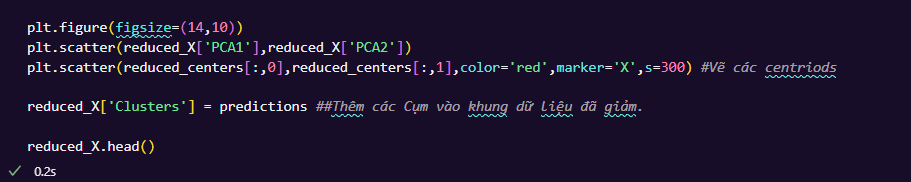 plt.figure(figsize=(14,10))
plt.scatter(reduced_X['PCA1'],reduced_X['PCA2'])
plt.scatter(reduced_centers[:,0],reduced_centers[:,1],color='red',marker='X',s=300) #Vẽ các centriods
reduced_X['Clusters'] = predictions ##Thêm các Cụm vào khung dữ liệu đã giảm.
reduced_X.head()
0.2s